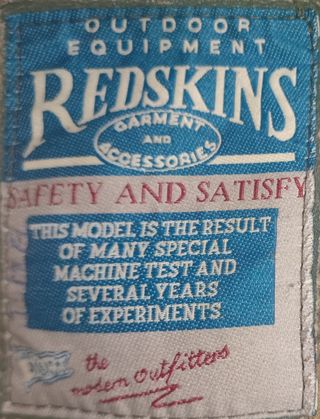 OUTDOOR
EQUIPMENT
REDSKINS
GARMENT
AND
ACCESSORIES
SAFETY AND SATISFY
THIS MODEL IS THE RESULT
OF MANY SPECIAL
MACHINE TEST AND
SEVERAL YEARS
OF EXPERIMENTS
the
modern outfitters